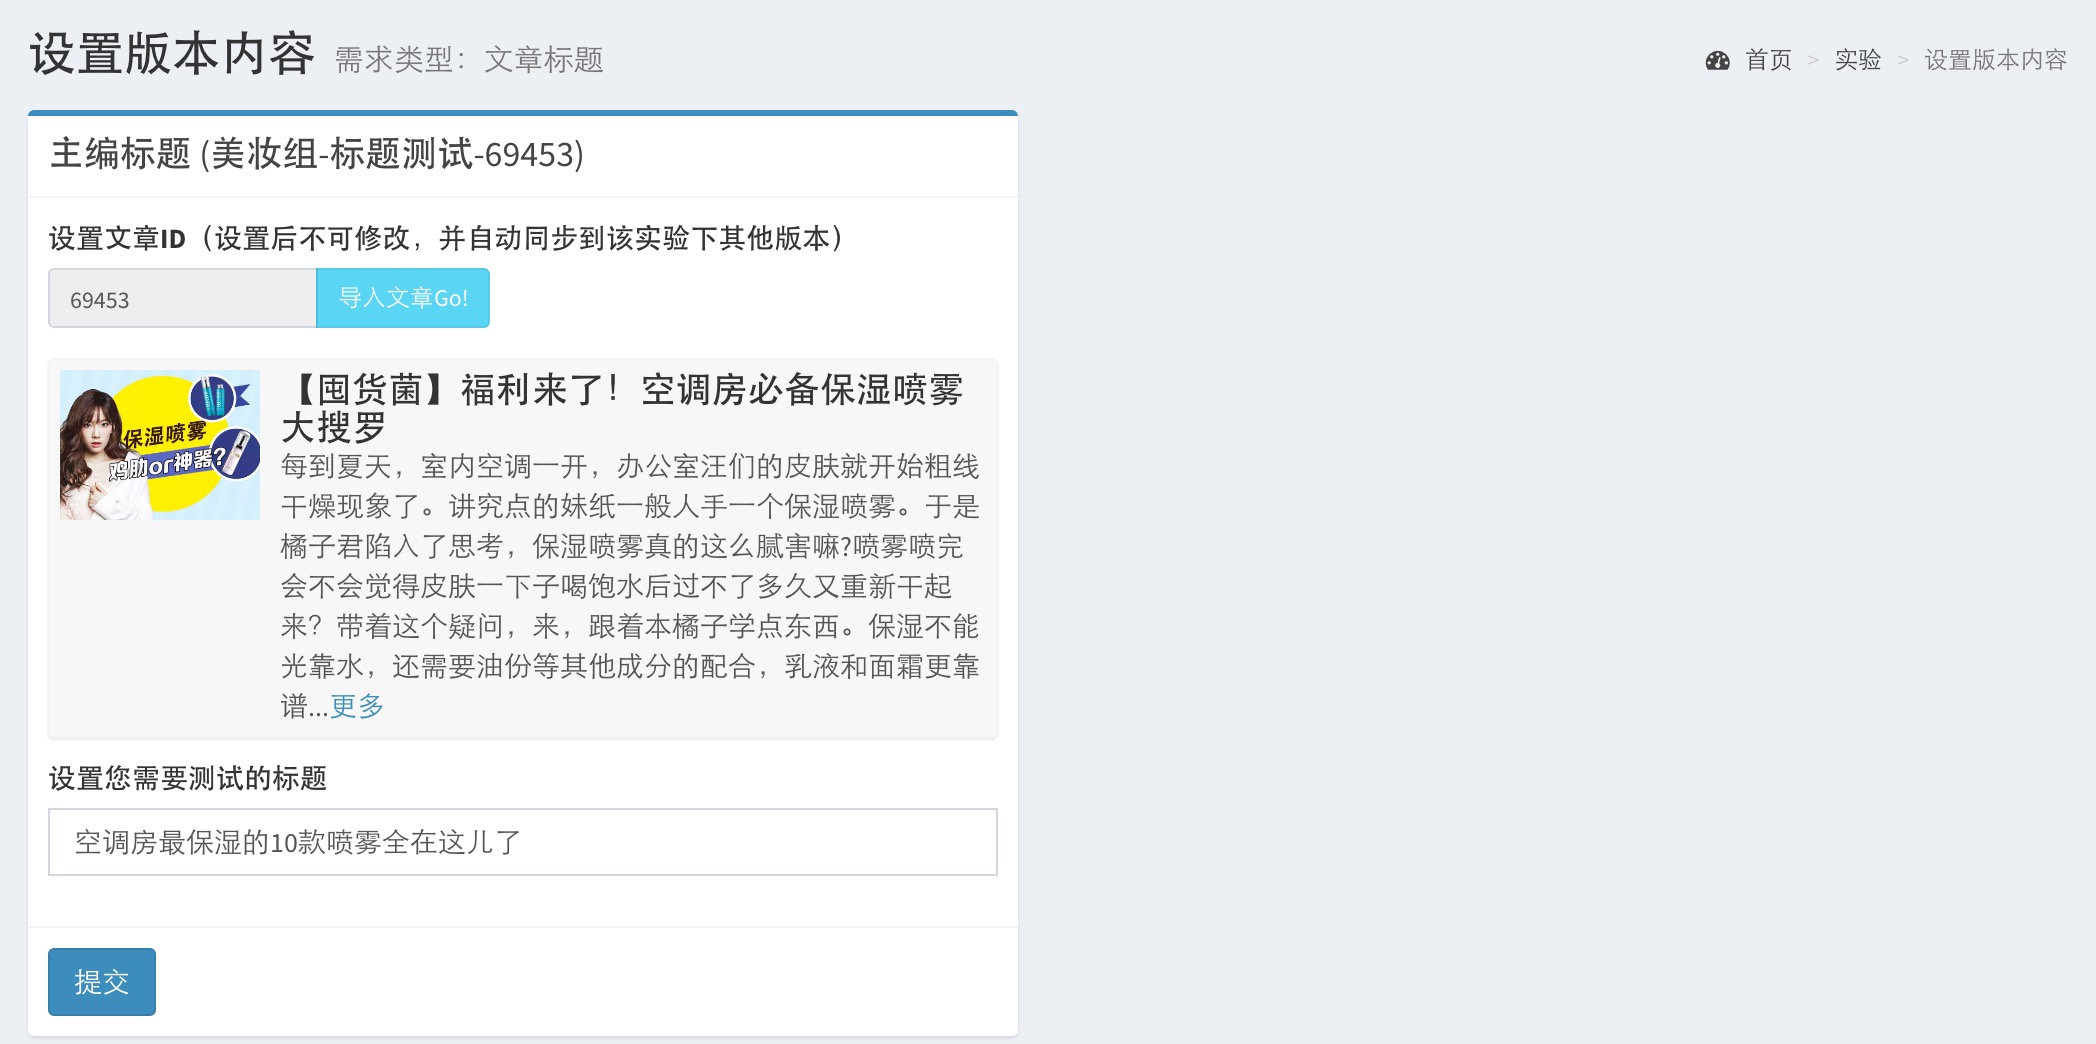 设置版本内容 需求类型：文章标题
首页 > 实验 > 设置版本内容
主编标题 (美妆组-标题测试-69453)
设置文章ID（设置后不可修改，并自动同步到该实验下其他版本）
69453 导入文章Go!
保湿喷雾
鸡肋or神器?
【囤货菌】福利来了！空调房必备保湿喷雾
大搜罗
每到夏天，室内空调一开，办公室汪们的皮肤就开始粗线
干燥现象了。讲究点的妹纸一般人手一个保湿喷雾。于是
橘子君陷入了思考，保湿喷雾真的这么腻害嘛?喷雾喷完
会不会觉得皮肤一下子喝饱水后过不了多久又重新干起
来？带着这个疑问，来，跟着本橘子学点东西。保湿不能
光靠水，还需要油份等其他成分的配合，乳液和面霜更靠
谱...更多
设置您需要测试的标题
空调房最保湿的10款喷雾全在这儿了
提交